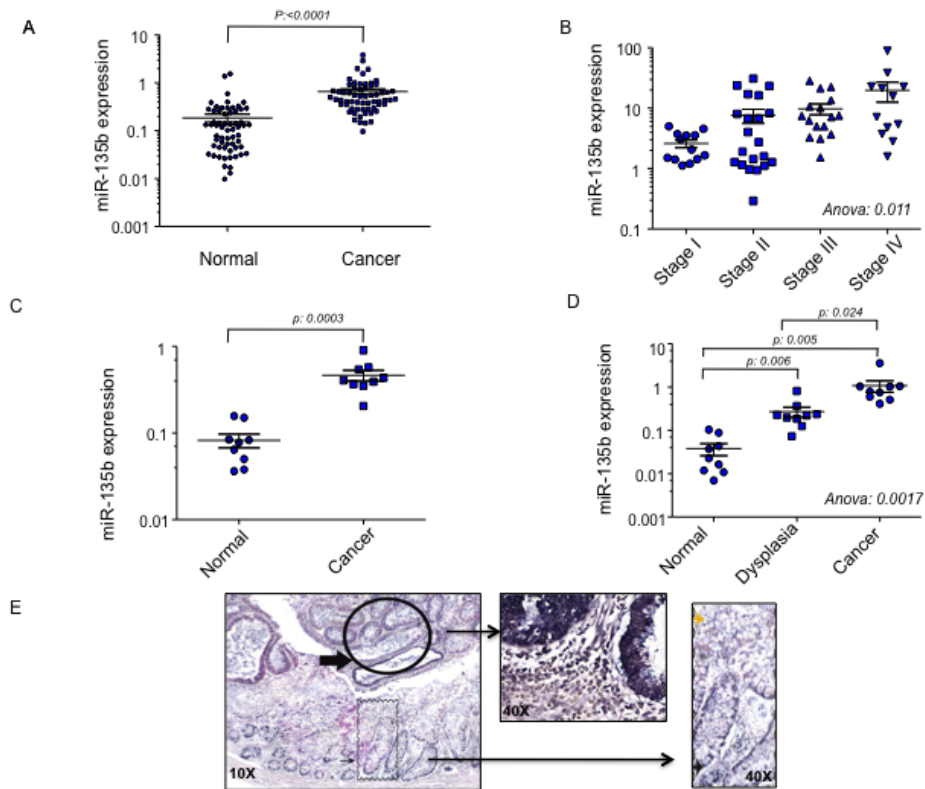 A
P:<0.0001
miR-135b expression
10
1
0.1
0.01
0.001
Normal
Cancer
B
miR-135b expression
100
10
1
0.1
Anova: 0.011
Stage I
Stage II
Stage III
Stage IV
C
p: 0.0003
miR-135b expression
1
0.1
0.01
Normal
Cancer
D
p: 0.024
p: 0.005
p: 0.006
miR-135b expression
10
1
0.1
0.01
0.001
Anova: 0.0017
Normal
Dysplasia
Cancer
E
10X
40X
40X